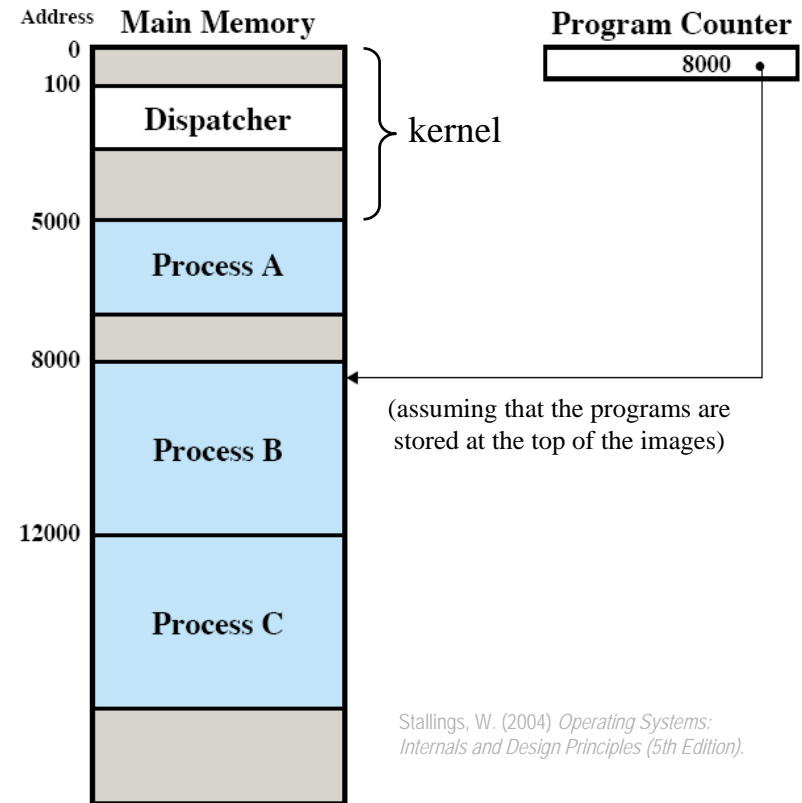 Address
Main Memory
Program Counter
0
8000
100
Dispatcher
kernel
5000
Process A
8000
(assuming that the programs are
stored at the top of the images)
Process B
12000
Process C
Stallings, W. (2004) Operating Systems:
Internals and Design Principles (5th Edition).